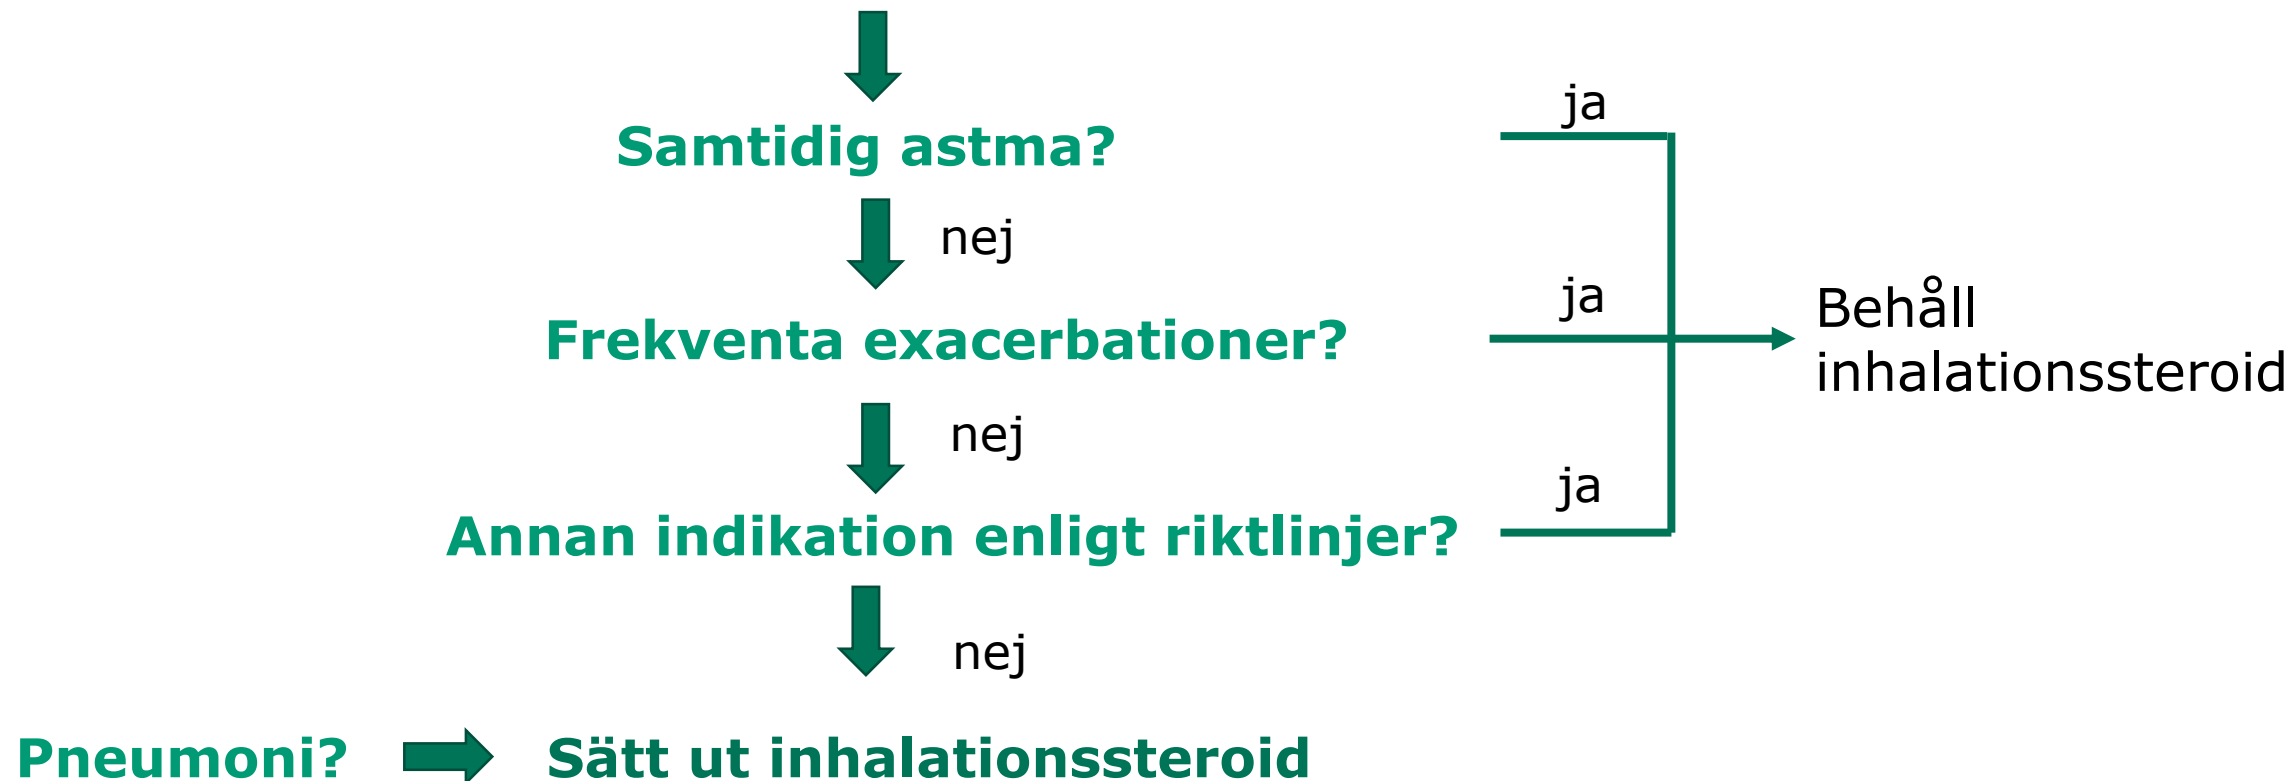 ja
Samtidig astma?
nej
ja
Frekventa exacerbationer?
Behåll
inhalationssteroid
nej
ja
Annan indikation enligt riktlinjer?
nej
Pneumoni?
Sätt ut inhalationssteroid